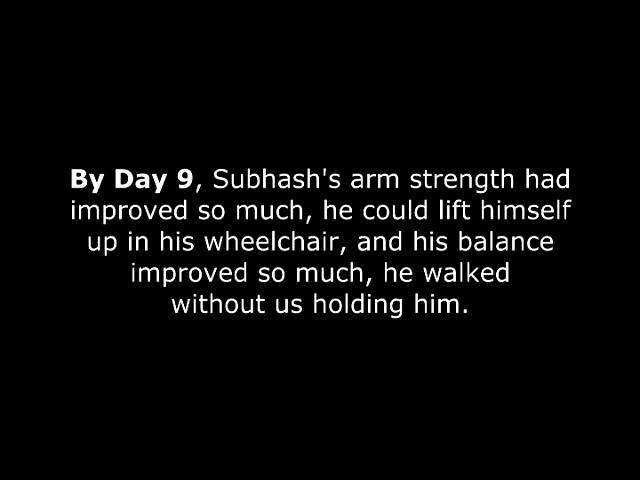 By Day 9, Subhash's arm strength had
improved so much, he could lift himself
up in his wheelchair, and his balance
improved so much, he walked
without us holding him.